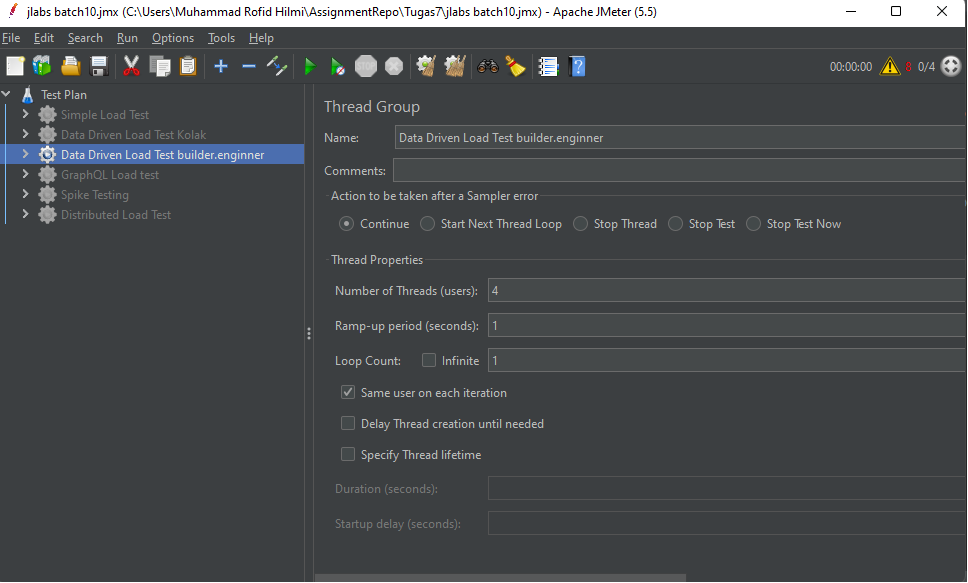 jlabs batch10.jmx (C:\Users\Muhammad Rofid Hilmi\AssignmentRepo\Tugas7\jlabs batch10.jmx) - Apache JMeter (5.5)
File Edit Search Run Options Tools Help
00:00:00 8 0/4
Test Plan
Simple Load Test
Data Driven Load Test Kolak
Data Driven Load Test builder.enginner
GraphQL Load test
Spike Testing
Distributed Load Test
Thread Group
Name: Data Driven Load Test builder.enginner
Comments:
Action to be taken after a Sampler error
Continue Start Next Thread Loop Stop Thread Stop Test Stop Test Now
Thread Properties
Number of Threads (users): 4
Ramp-up period (seconds): 1
Loop Count: Infinite 1
Same user on each iteration
Delay Thread creation until needed
Specify Thread lifetime
Duration (seconds):
Startup delay (seconds):